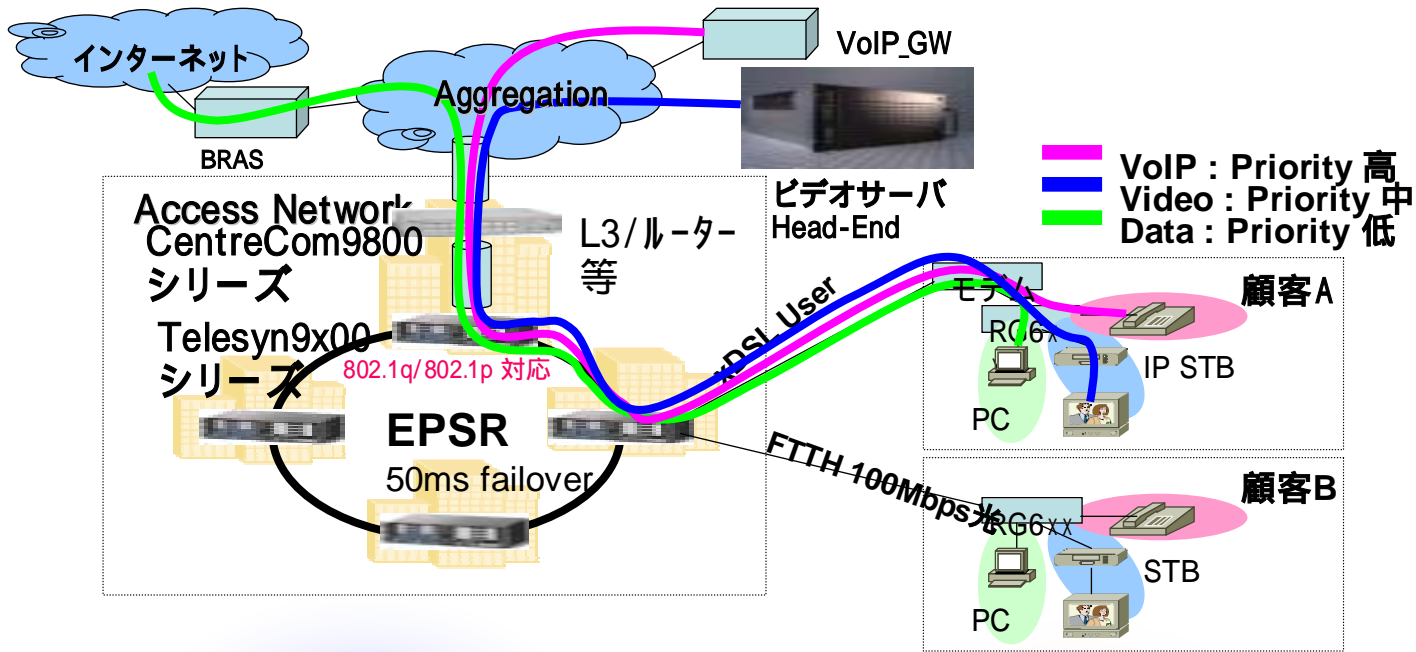 インターネット
BRAS
Aggregation
VoIP_GW
ビデオサーバ
Head-End
VoIP : Priority 高
Video : Priority 中
Data : Priority 低
Access Network
CentreCom9800
シリーズ
L3/ルーター
等
Telesyn9x00
シリーズ
802.1q/802.1p 対応
EPSR
50ms failover
xDSL User
FTTH 100Mbps光
顧客A
モデム
RG6x
IP STB
PC
顧客B
RG6xx
STB
PC